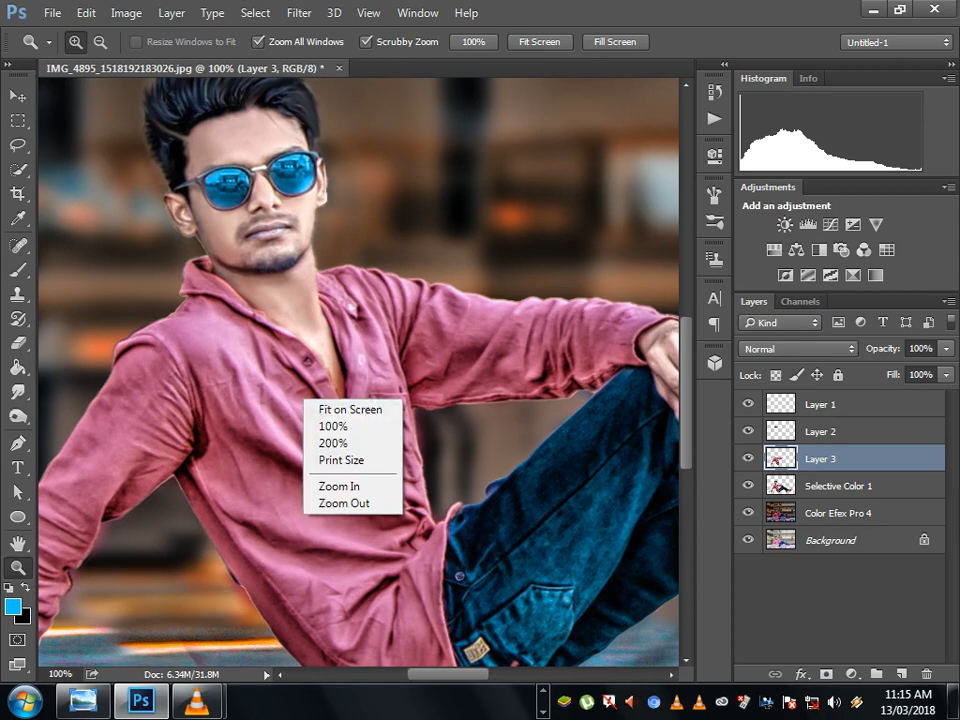 Ps File Edit Image Layer Type Select Filter 3D View Window Help
Resize Windows to Fit Zoom All Windows Scrubby Zoom 100% Fit Screen Fill Screen Untitled-1
IMG_4895_1518192183026.jpg @ 100% (Layer 3, RGB/8) * ×
Histogram Info
Adjustments
Add an adjustment
Layers Channels
Kind
Normal Opacity: 100%
Lock: Fill: 100%
Layer 1
Layer 2
Layer 3
Selective Color 1
Color Efex Pro 4
Background
Fit on Screen
100%
200%
Print Size
Zoom In
Zoom Out
100% Doc: 6.34M/31.8M
Ps
11:15 AM
13/03/2018